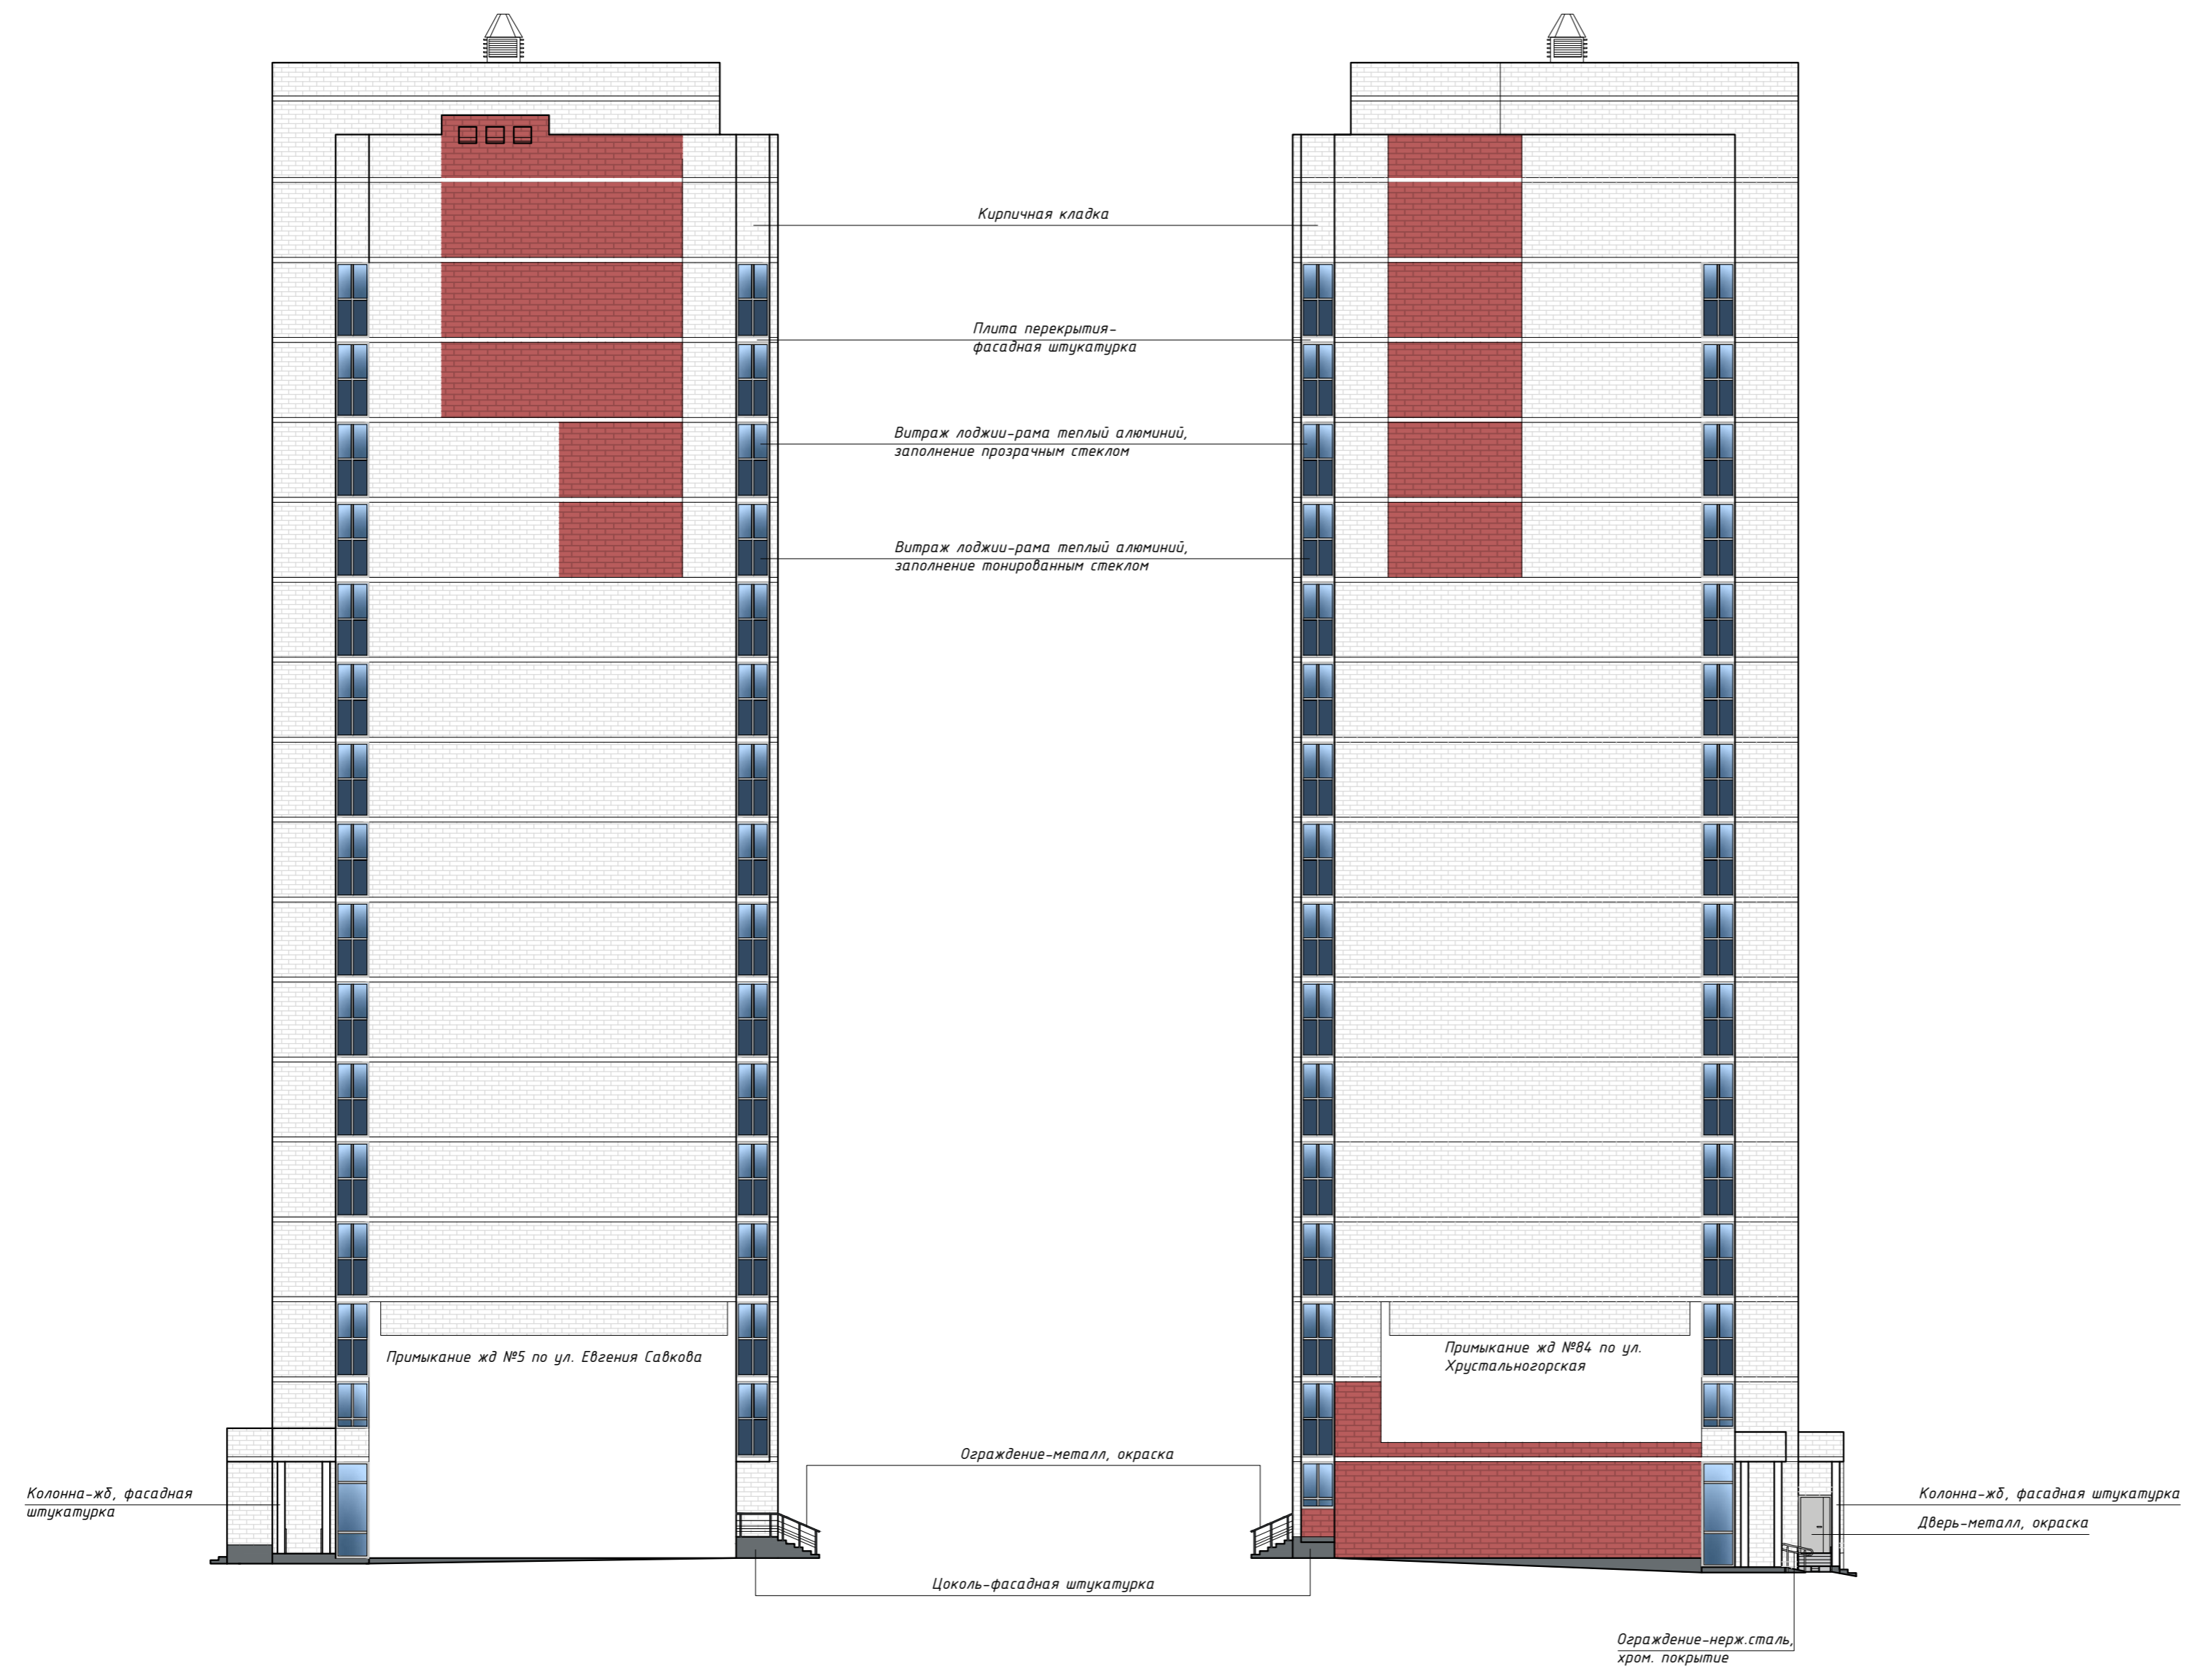 Кирпичная кладка
Плита перекрытия-
фасадная штукатурка
Витраж лоджии-рама теплый алюминий,
заполнение прозрачным стеклом
Витраж лоджии-рама теплый алюминий,
заполнение тонированным стеклом
Примыкание жд №5 по ул. Евгения Савкова
Примыкание жд №84 по ул.
Хрустальногорская
Ограждение-металл, окраска
Колонна-жб, фасадная
штукатурка
Колонна-жб, фасадная штукатурка
Дверь-металл, окраска
Цоколь-фасадная штукатурка
Ограждение-нерж.сталь,
хром. покрытие